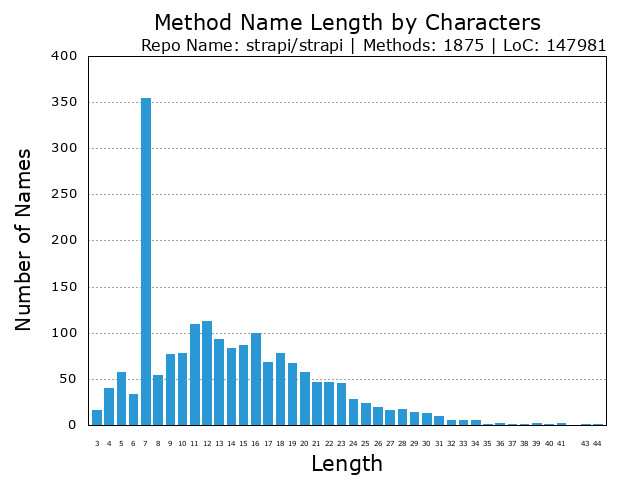 Method Name Length by Characters
Repo Name: strapi/strapi | Methods: 1875 | LoC: 147981
400
350
300
250
200
150
100
50
0
Number of Names
3 4 5 6 7 8 9 10 11 12 13 14 15 16 17 18 19 20 21 22 23 24 25 26 27 28 29 30 31 32 33 34 35 36 37 38 39 40 41 43 44
Length